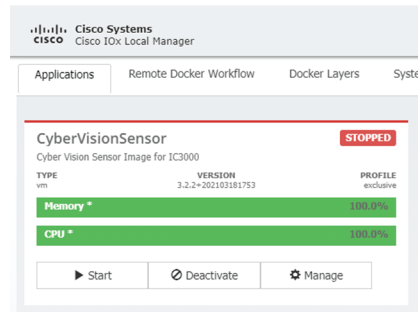 Cisco Systems
CISCO Cisco IOx Local Manager
Applications Remote Docker Workflow Docker Layers Syste
CyberVisionSensor STOPPED
Cyber Vision Sensor Image for IC3000
TYPE VERSION PROFILE
vm 3.2.2+202103181753 exclusive
Memory * 100.0%
CPU * 100.0%
Start Deactivate Manage